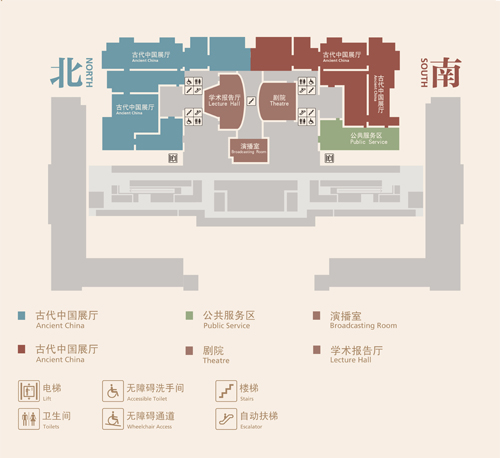 古代中国展厅
Ancient China
古代中国展厅
Ancient China
北
NORTH
SOUTH
南
古代中国展厅
Ancient China
学术报告厅
Lecture Hall
剧院
Theatre
古代中国展厅
Ancient China
公共服务区
Public Service
演播室
Broadcasting Room
古代中国展厅
Ancient China
公共服务区
Public Service
演播室
Broadcasting Room
古代中国展厅
Ancient China
剧院
Theatre
学术报告厅
Lecture Hall
电梯
Lift
无障碍洗手间
Accessible Toilet
楼梯
Stairs
卫生间
Toilets
无障碍通道
Wheelchair Access
自动扶梯
Escalator